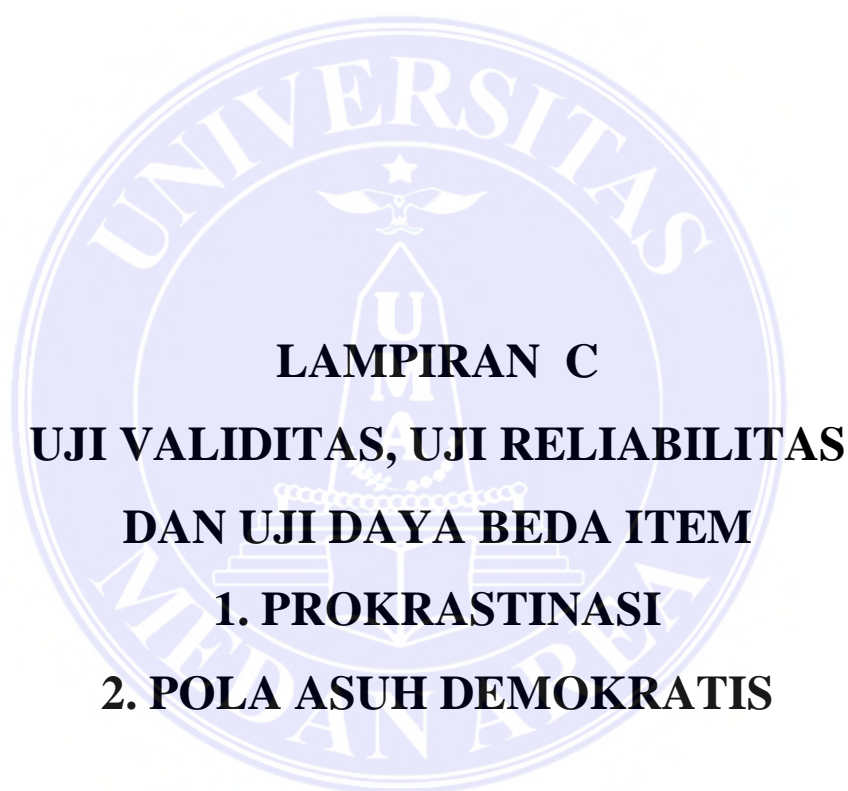 UNIVERSITAS
UMA
LAMPIRAN C
UJI VALIDITAS, UJI RELIABILITAS
DAN UJI DAYA BEDA ITEM
1. PROKRASTINASI
2. POLA ASUH DEMOKRATIS
MEDAN AREA